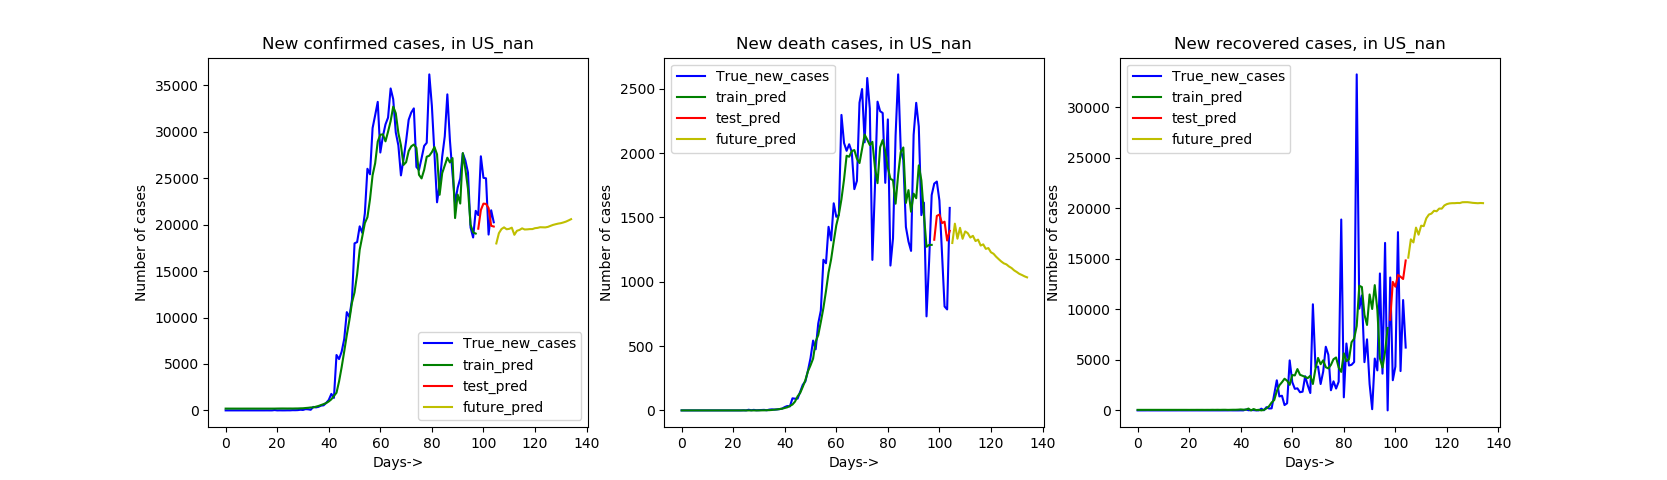 New confirmed cases, in US_nan
Number of cases
35000
30000
25000
20000
15000
10000
5000
0
True_new_cases
train_pred
test_pred
future_pred
0 20 40 60 80 100 120 140
Days->
New death cases, in US_nan
Number of cases
2500
2000
1500
1000
500
0
True_new_cases
train_pred
test_pred
future_pred
0 20 40 60 80 100 120 140
Days->
New recovered cases, in US_nan
Number of cases
30000
25000
20000
15000
10000
5000
0
True_new_cases
train_pred
test_pred
future_pred
0 20 40 60 80 100 120 140
Days->